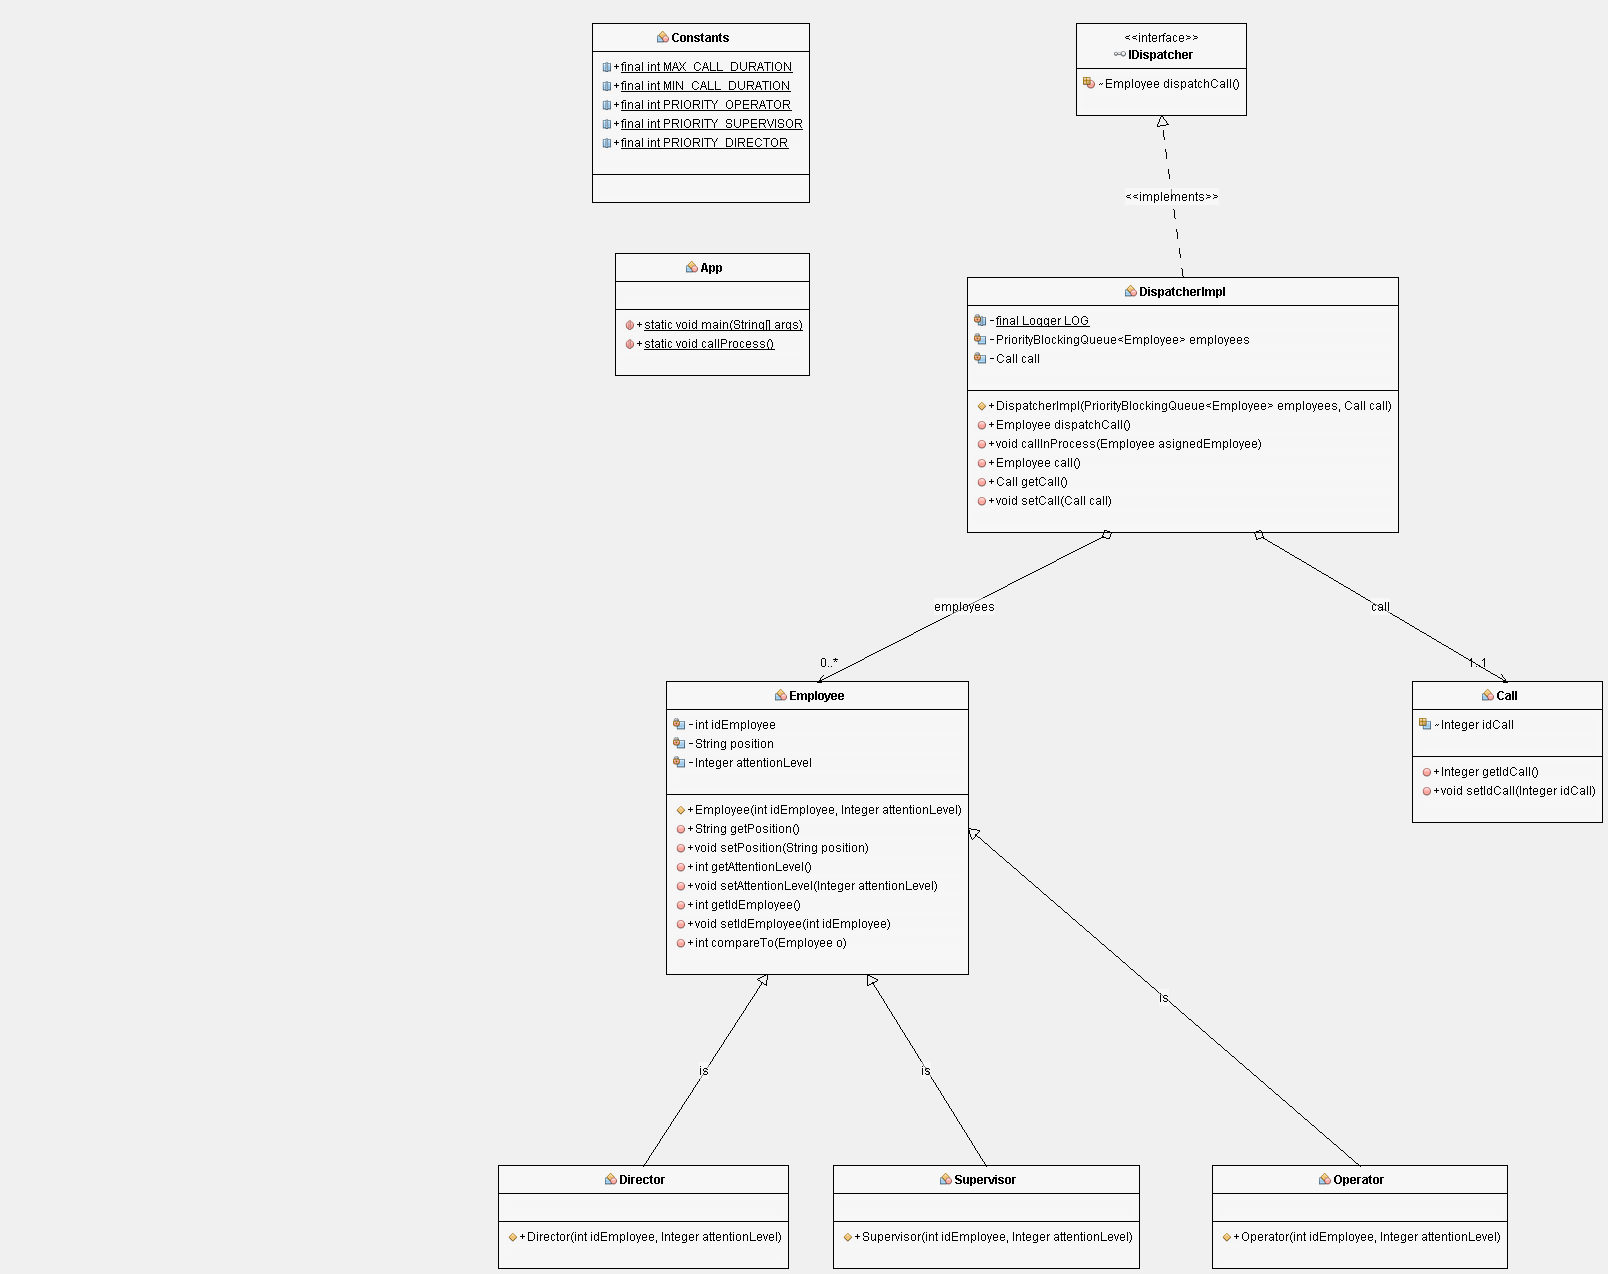 Constants
+final int MAX_CALL_DURATION
+final int MIN_CALL_DURATION
+final int PRIORITY_OPERATOR
+final int PRIORITY_SUPERVISOR
+final int PRIORITY_DIRECTOR
<<interface>>
IDispatcher
~Employee dispatchCall()
<<implements>>
App
+static void main(String[] args)
+static void callProcess()
DispatcherImpl
-final Logger LOG
-PriorityBlockingQueue<Employee> employees
-Call call
+DispatcherImpl(PriorityBlockingQueue<Employee> employees, Call call)
+Employee dispatchCall()
+void callInProcess(Employee asignedEmployee)
+Employee call()
+Call getCall()
+void setCall(Call call)
employees
call
0..*
1..1
Employee
-int idEmployee
-String position
-Integer attentionLevel
+Employee(int idEmployee, Integer attentionLevel)
+String getPosition()
+void setPosition(String position)
+int getAttentionLevel()
+void setAttentionLevel(Integer attentionLevel)
+int getIdEmployee()
+void setIdEmployee(int idEmployee)
+int compareTo(Employee o)
Call
~Integer idCall
+Integer getIdCall()
+void setIdCall(Integer idCall)
is
is
is
Director
+Director(int idEmployee, Integer attentionLevel)
Supervisor
+Supervisor(int idEmployee, Integer attentionLevel)
Operator
+Operator(int idEmployee, Integer attentionLevel)